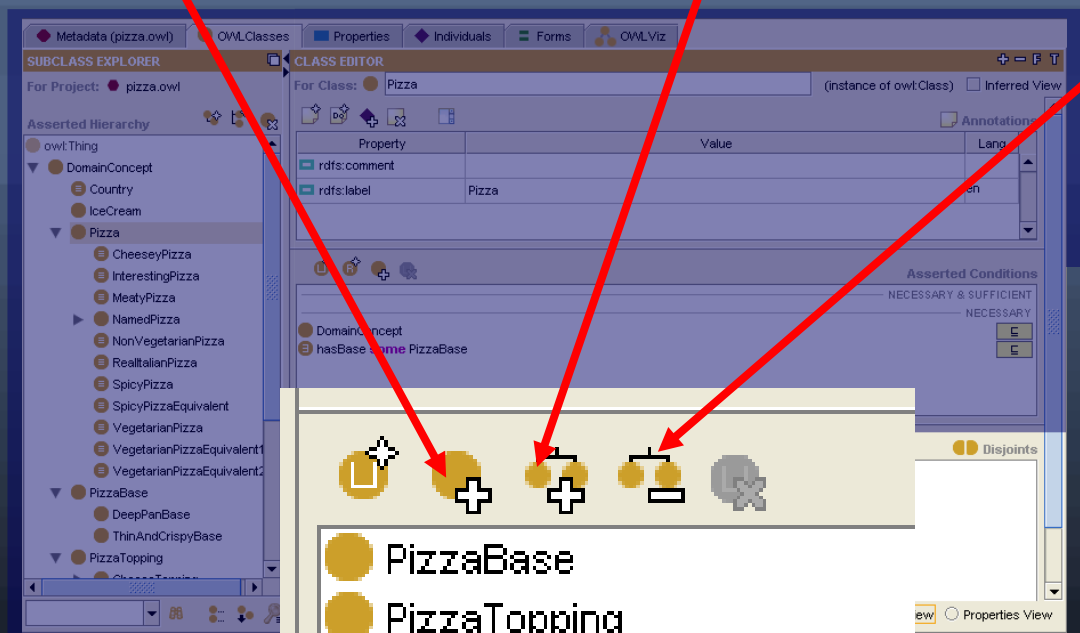 Metadata (pizza.owl) OWLClasses Properties Individuals Forms OWLViz
SUBCLASS EXPLORER
For Project: pizza.owl
Asserted Hierarchy
owl:Thing
DomainConcept
Country
IceCream
Pizza
CheeseyPizza
InterestingPizza
MeatyPizza
NamedPizza
NonVegetarianPizza
RealItalianPizza
SpicyPizza
SpicyPizzaEquivalent
VegetarianPizza
VegetarianPizzaEquivalent1
VegetarianPizzaEquivalent2
PizzaBase
DeepPanBase
ThinAndCrispyBase
PizzaTopping
CheeseTopping
CLASS EDITOR F T
For Class: Pizza (instance of owl:Class) Inferred View
Annotations
Property Value Lang
rdfs:comment
rdfs:label Pizza en
Asserted Conditions
NECESSARY & SUFFICIENT
NECESSARY
DomainConcept ⊑
hasBase some PizzaBase ⊑
Disjoints
PizzaBase
PizzaTopping
Properties View